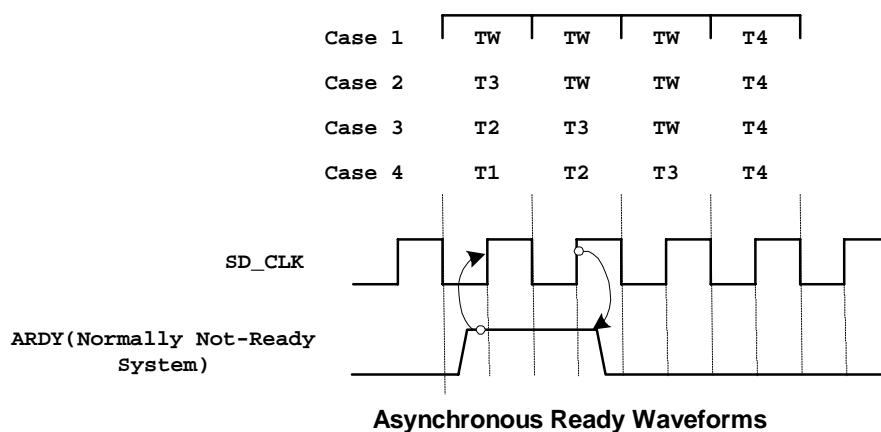 Case 1 TW TW TW T4
Case 2 T3 TW TW T4
Case 3 T2 T3 TW T4
Case 4 T1 T2 T3 T4
SD_CLK
ARDY(Normally Not-Ready
System)
Asynchronous Ready Waveforms